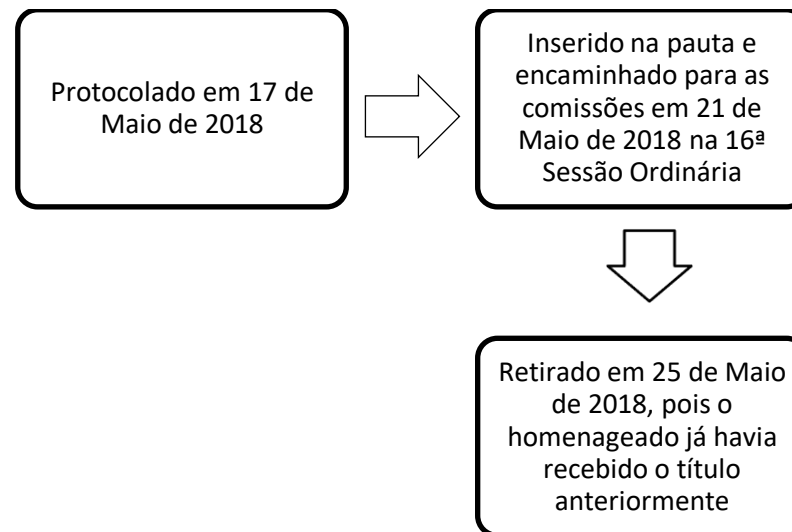 Protocolado em 17 de
Maio de 2018
Inserido na pauta e
encaminhado para as
comissões em 21 de
Maio de 2018 na 16ª
Sessão Ordinária
Retirado em 25 de Maio
de 2018, pois o
homenageado já havia
recebido o título
anteriormente